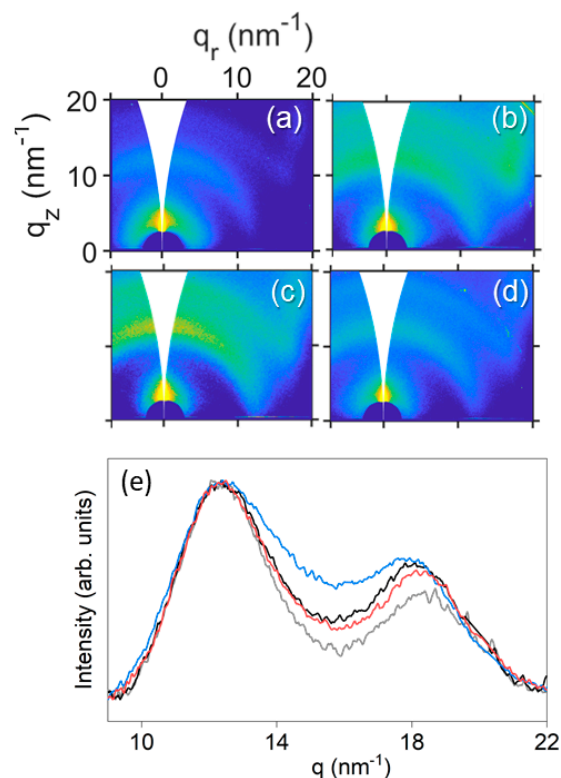 q_r (nm⁻¹)
0 10 20
q_z (nm⁻¹)
20
10
0
(a)
(b)
(c)
(d)
(e)
Intensity (arb. units)
10 14 18 22
q (nm⁻¹)